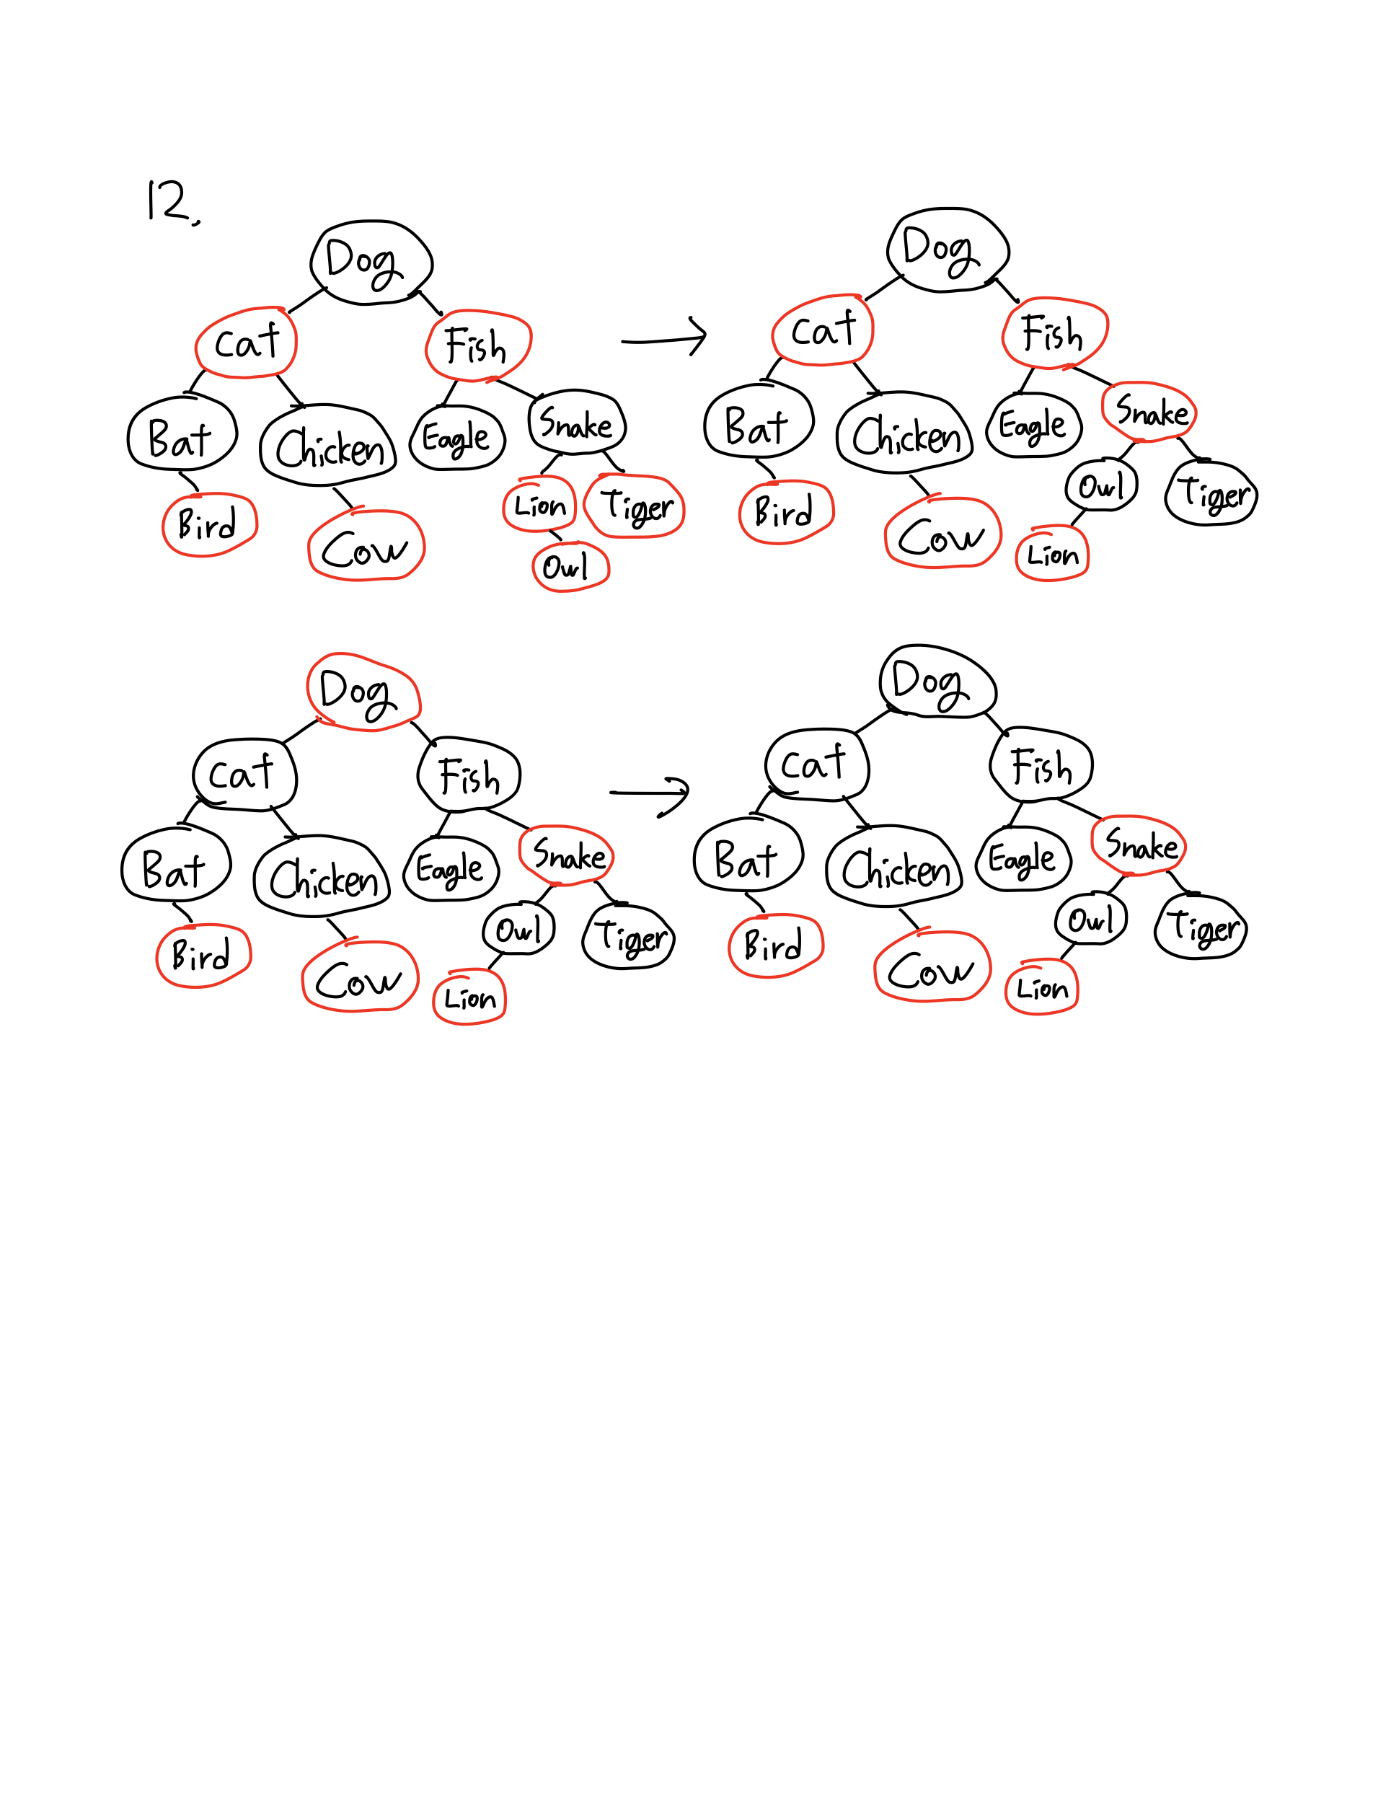 12.
Dog Dog
Cat Fish Cat Fish
Bat Chicken Eagle Snake Bat Chicken Eagle Snake
Bird Cow Lion Tiger Bird Cow Owl Tiger
Owl Lion
Dog Dog
Cat Fish Cat Fish
Bat Chicken Eagle Snake Bat Chicken Eagle Snake
Bird Cow Owl Tiger Bird Cow Owl Tiger
Lion Lion